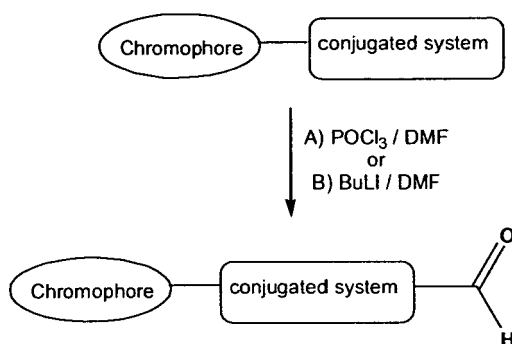 Chromophore
conjugated system
A) POCl₃ / DMF
or
B) BuLI / DMF
O
Chromophore
conjugated system
H